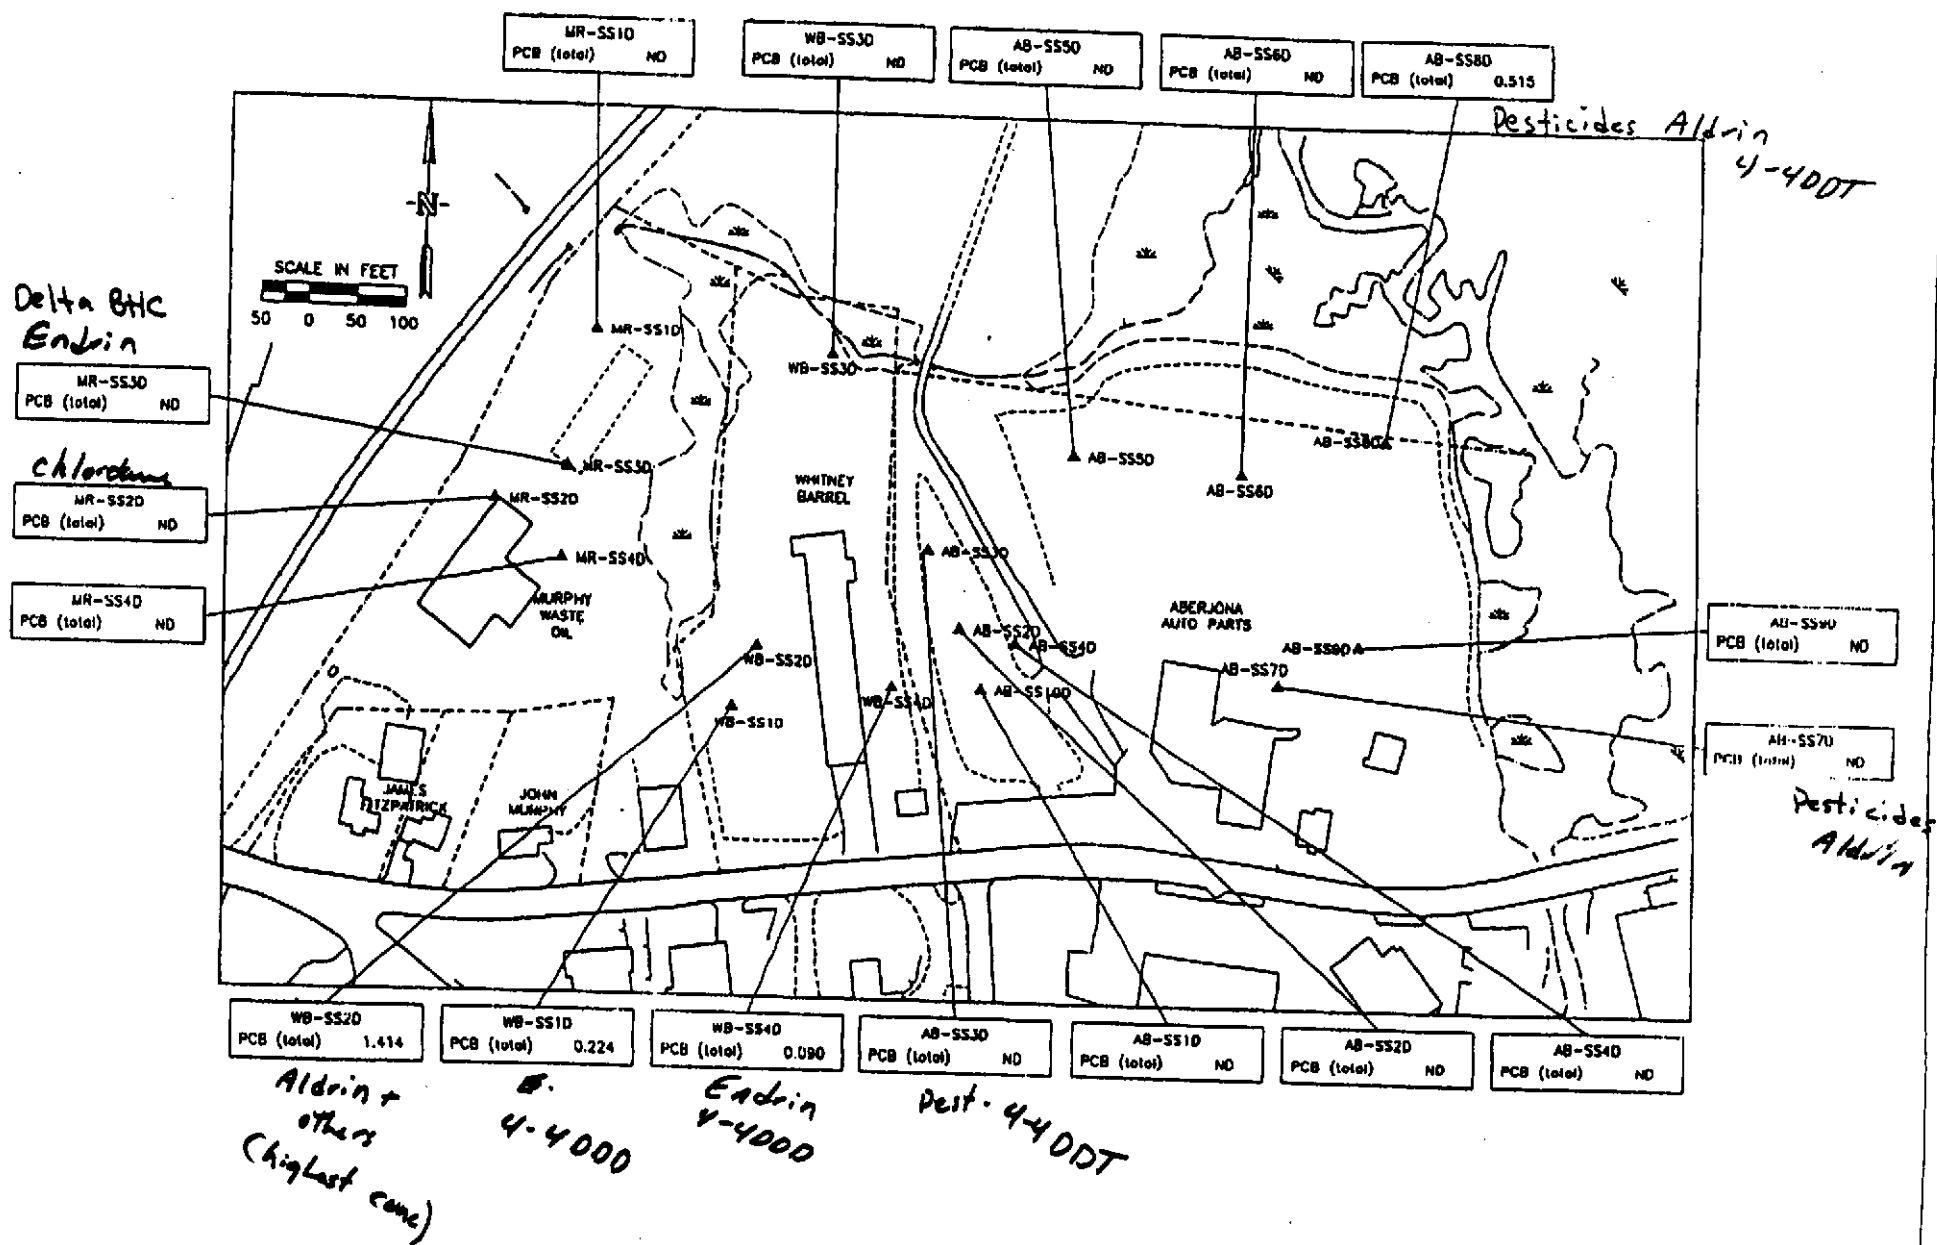 MR-SS1D
PCB (total) ND
WB-SS3D
PCB (total) ND
AB-SS5D
PCB (total) ND
AB-SS6D
PCB (total) ND
AB-SS8D
PCB (total) 0.515
Pesticides Aldrin
4-4DDT
N
SCALE IN FEET
50 0 50 100
Delta BHC
Endrin
MR-SS3D
PCB (total) ND
MR-SS2D
PCB (total) ND
MR-SS4D
PCB (total) ND
MR-SS1D
WB-SS3D
MR-SS3D
MR-SS2D
MR-SS4D
MURPHY
WASTE
OIL
WHITNEY
BARREL
AB-SS5D
AB-SS6D
AB-SS8D
AB-SS3D
AB-SS2D
AB-SS4D
AB-SS10D
WB-SS2D
WB-SS1D
WB-SS4D
ABERJONA
AUTO PARTS
AB-SS9D
AB-SS7D
JAMES
FITZPATRICK
JOHN
MURPHY
AB-SS9D
PCB (total) ND
AB-SS7D
PCB (total) ND
Pesticides
Aldrin
WB-SS2D
PCB (total) 1.414
WB-SS1D
PCB (total) 0.224
WB-SS4D
PCB (total) 0.090
AB-SS3D
PCB (total) ND
AB-SS1D
PCB (total) ND
AB-SS2D
PCB (total) ND
AB-SS4D
PCB (total) ND
Aldrin +
others
(highest conc)
4-4DDD
Endrin
4-4DDD
Pest. 4-4DDT